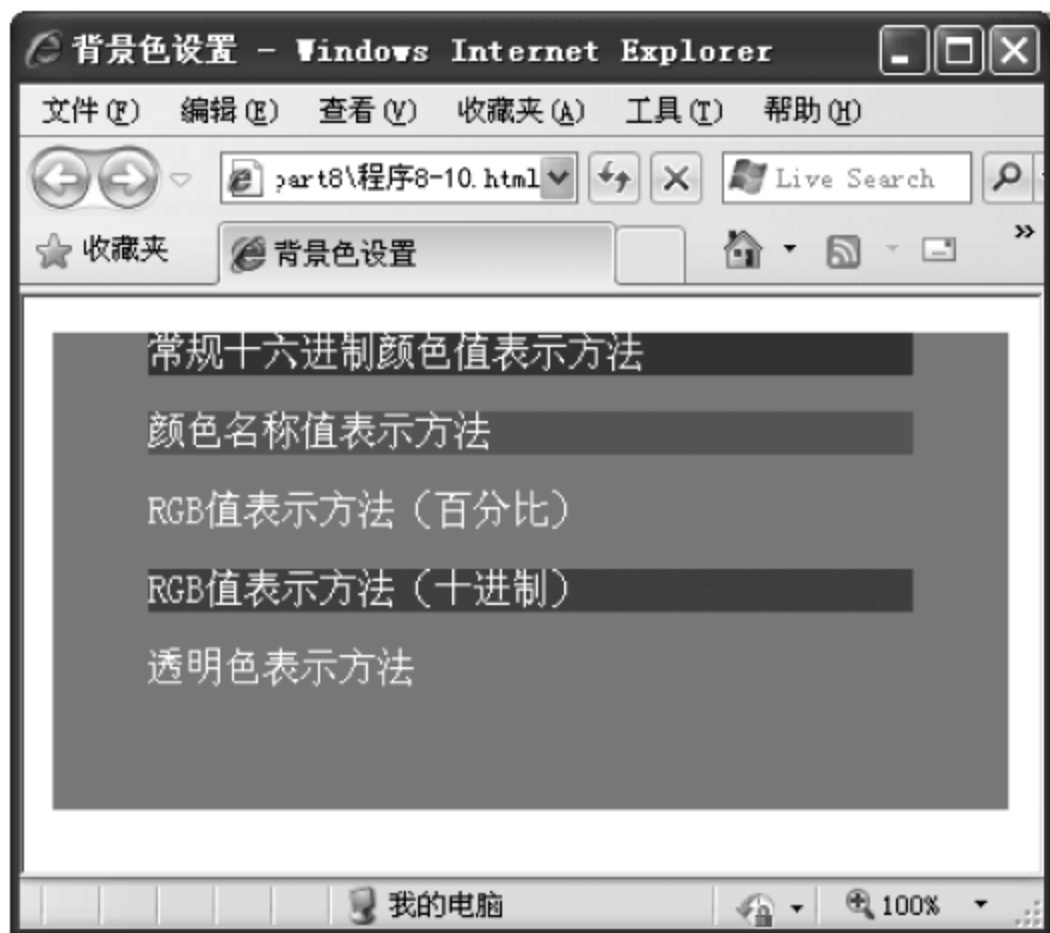 背景色设置 - Windows Internet Explorer
文件(F) 编辑(E) 查看(V) 收藏夹(A) 工具(T) 帮助(H)
part8\程序8-10.html Live Search
收藏夹 背景色设置 »
常规十六进制颜色值表示方法
颜色名称值表示方法
RGB值表示方法（百分比）
RGB值表示方法（十进制）
透明色表示方法
我的电脑 100%